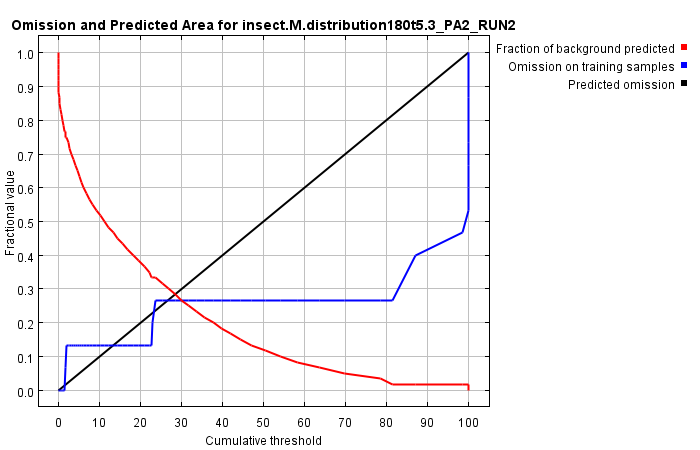 Omission and Predicted Area for insect.M.distribution180t5.3_PA2_RUN2
Fraction of background predicted
Omission on training samples
Predicted omission
Fractional value
1.0
0.9
0.8
0.7
0.6
0.5
0.4
0.3
0.2
0.1
0.0
0 10 20 30 40 50 60 70 80 90 100
Cumulative threshold